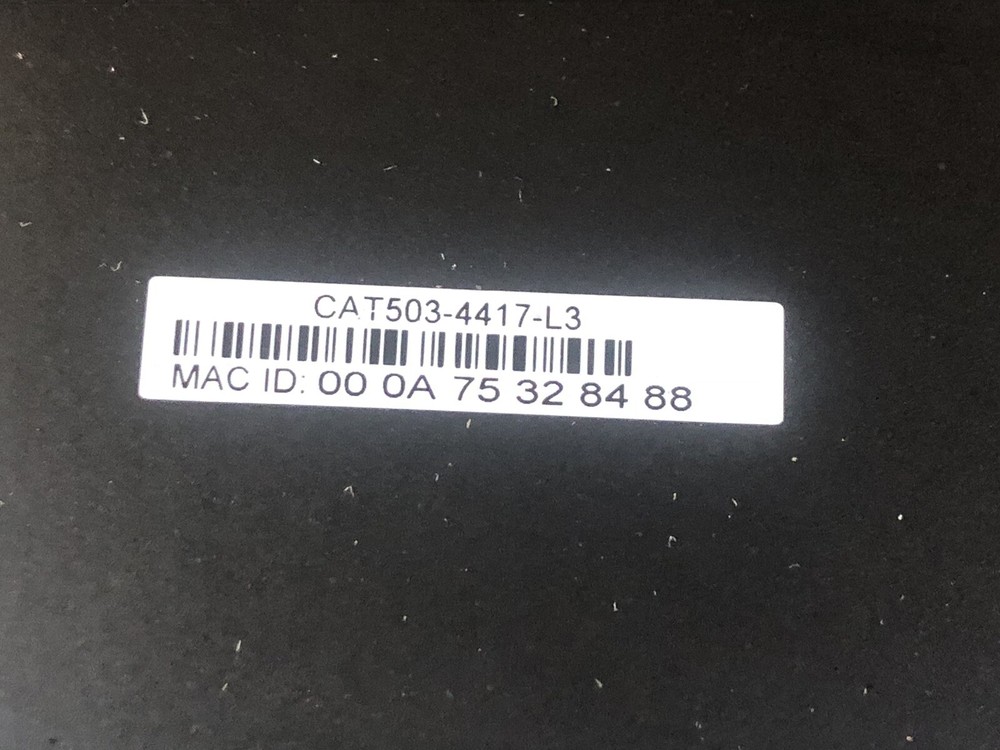 CAT503-4417-L3
MAC ID: 00 0A 75 32 84 88